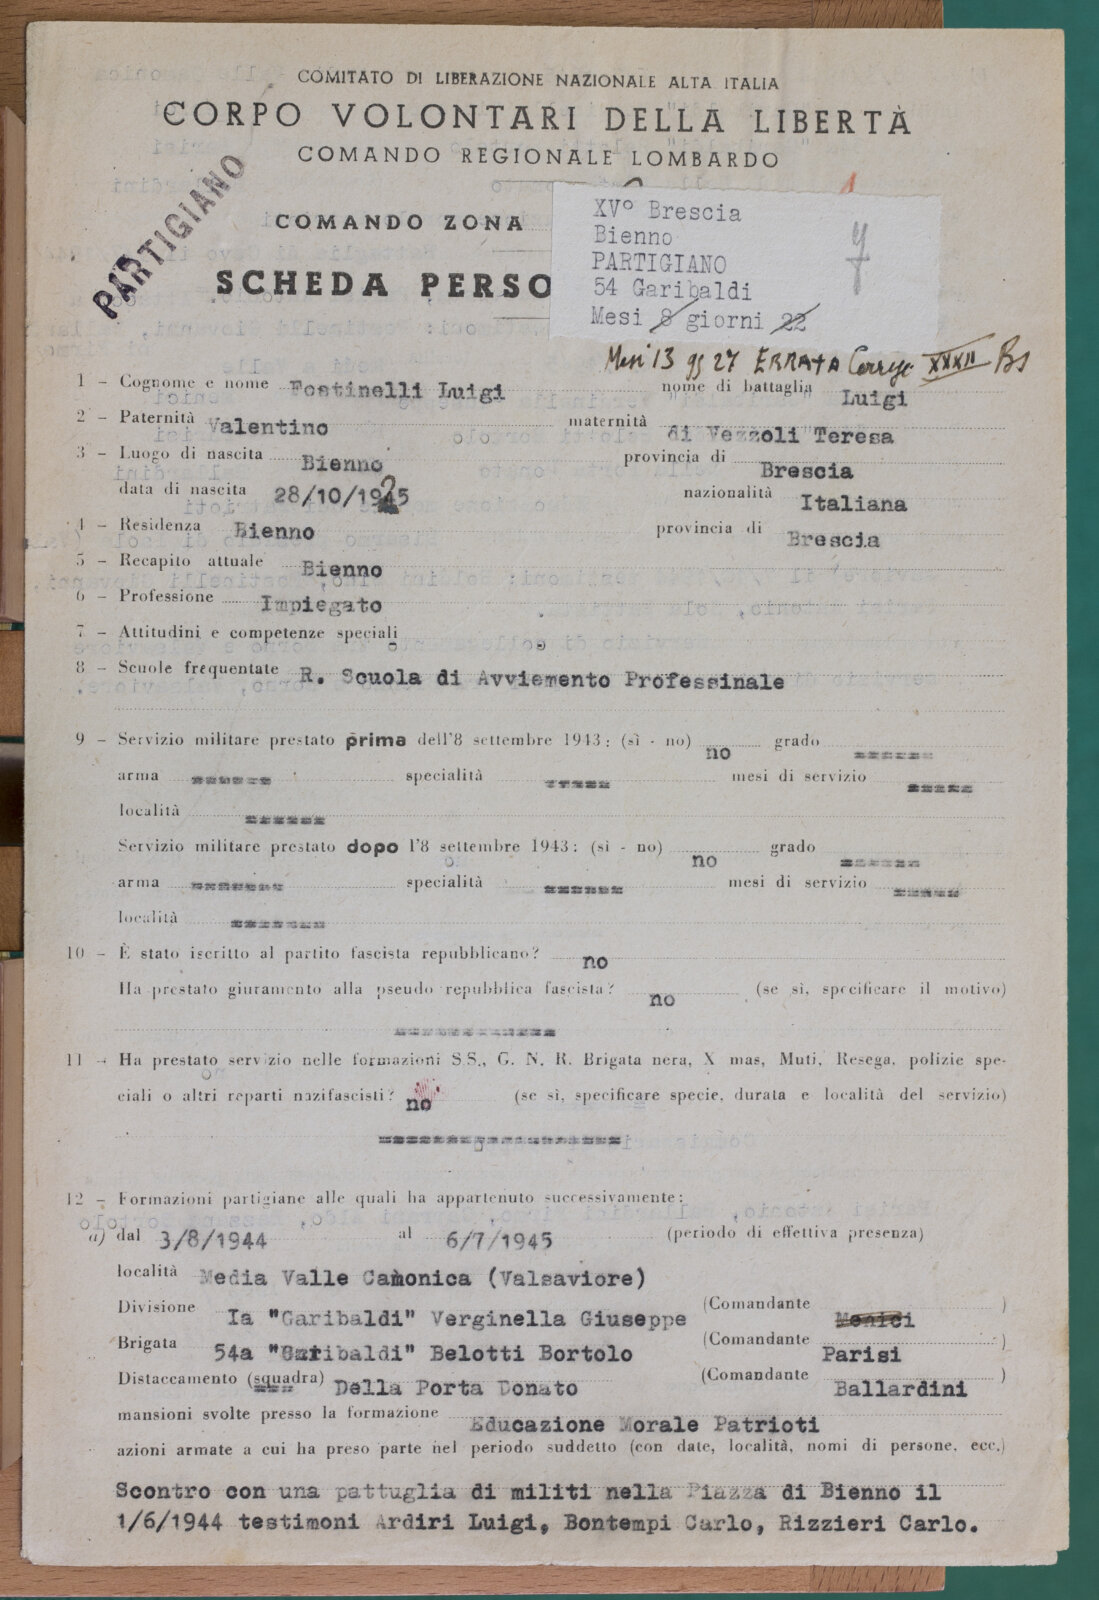 COMITATO DI LIBERAZIONE NAZIONALE ALTA ITALIA
CORPO VOLONTARI DELLA LIBERTÀ
COMANDO REGIONALE LOMBARDO
PARTIGIANO
COMANDO ZONA
SCHEDA PERSO
XVº Brescia
Bienno
PARTIGIANO
54 Garibaldi
Mesi 8 giorni 22
Mesi 13 gg 27 ERRATA Corrige XXXII BS
1 - Cognome e nome Fostinelli Luigi nome di battaglia Luigi
2 - Paternità Valentino maternità di Vezzoli Teresa
3 - Luogo di nascita Bienno provincia di Brescia
data di nascita 28/10/1925 nazionalità Italiana
4 - Residenza Bienno provincia di Brescia
5 - Recapito attuale Bienno
6 - Professione Impiegato
7 - Attitudini e competenze speciali
8 - Scuole frequentate R. Scuola di Avviemento Professinale
9 - Servizio militare prestato prima dell'8 settembre 1943: (sì - no) no grado ======
arma ====== specialità ===== mesi di servizio =====
località ======
Servizio militare prestato dopo l'8 settembre 1943: (sì - no) no grado ======
arma ======= specialità ====== mesi di servizio =====
località =======
10 - È stato iscritto al partito fascista repubblicano? no
Ha prestato giuramento alla pseudo repubblica fascista? no (se sì, specificare il motivo)
============
11 - Ha prestato servizio nelle formazioni S.S., G. N. R. Brigata nera, X mas, Muti, Resega, polizie spe-
ciali o altri reparti nazifascisti? no (se sì, specificare specie, durata e località del servizio)
==================
12 - Formazioni partigiane alle quali ha appartenuto successivamente:
a) dal 3/8/1944 al 6/7/1945 (periodo di effettiva presenza)
località Media Valle Camonica (Valsaviore)
Divisione Ia "Garibaldi" Verginella Giuseppe (Comandante Menici )
Brigata 54a "Garibaldi" Belotti Bortolo (Comandante Parisi )
Distaccamento (squadra) Della Porta Donato (Comandante Ballardini )
mansioni svolte presso la formazione Educazione Morale Patrioti
azioni armate a cui ha preso parte nel periodo suddetto (con date, località, nomi di persone, ecc.)
Scontro con una pattuglia di militi nella Piazza di Bienno il
1/6/1944 testimoni Ardiri Luigi, Bontempi Carlo, Rizzieri Carlo.